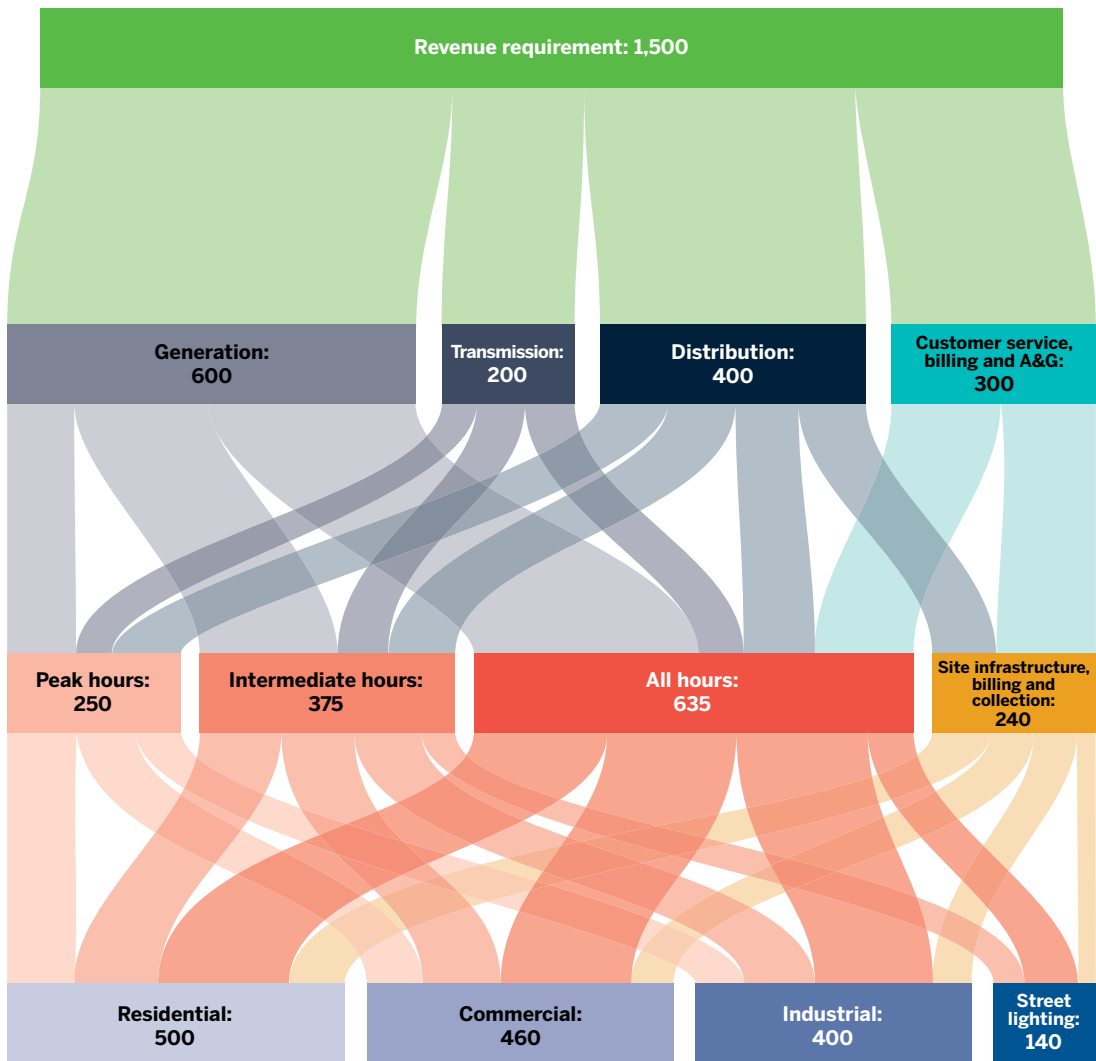 Revenue requirement: 1,500
Generation:
600
Transmission:
200
Distribution:
400
Customer service,
billing and A&G:
300
Peak hours:
250
Intermediate hours:
375
All hours:
635
Site infrastructure,
billing and
collection:
240
Residential:
500
Commercial:
460
Industrial:
400
Street
lighting:
140